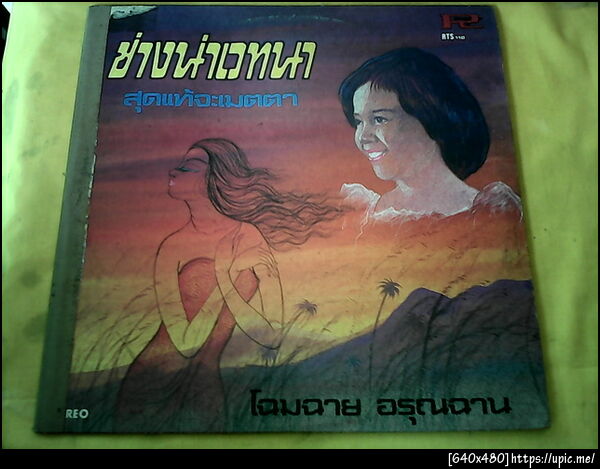 R
RTS 110
ช่างน่าเวทนา
สุดแท้จะเมตตา
โฉมฉาย อรุณฉาน
REO
[640x480]https://upic.me/